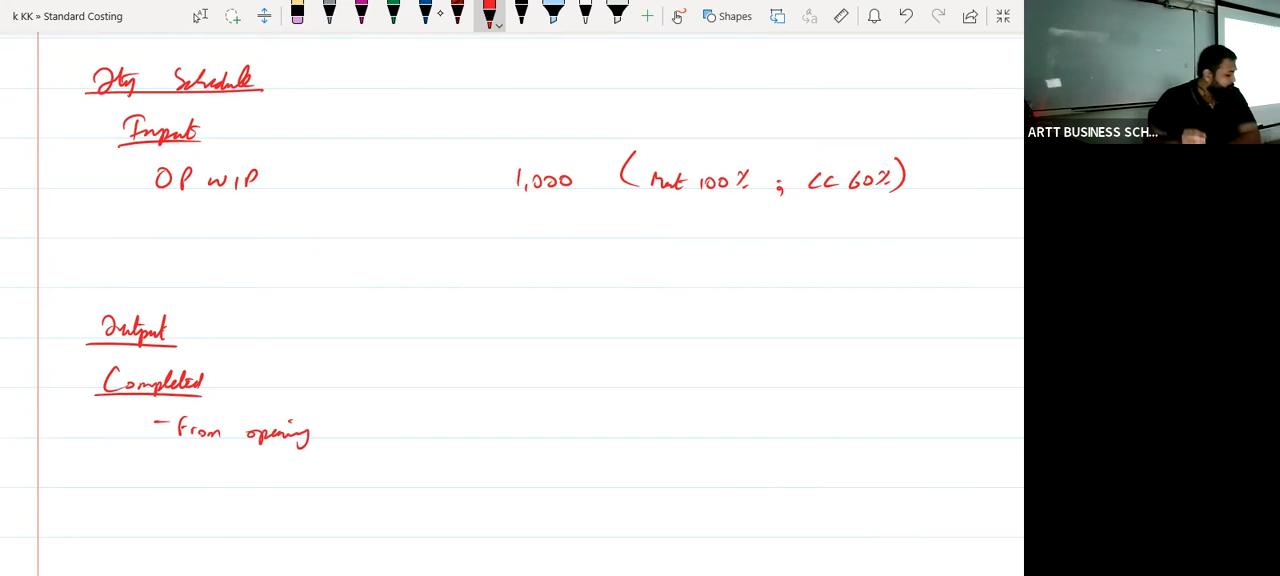 k KK » Standard Costing
Shapes
Qty Schedule
ARTT BUSINESS SCH...
Input
OP WIP 1,000 (Mat 100% ; CC 60%)
Output
Completed
- From opening